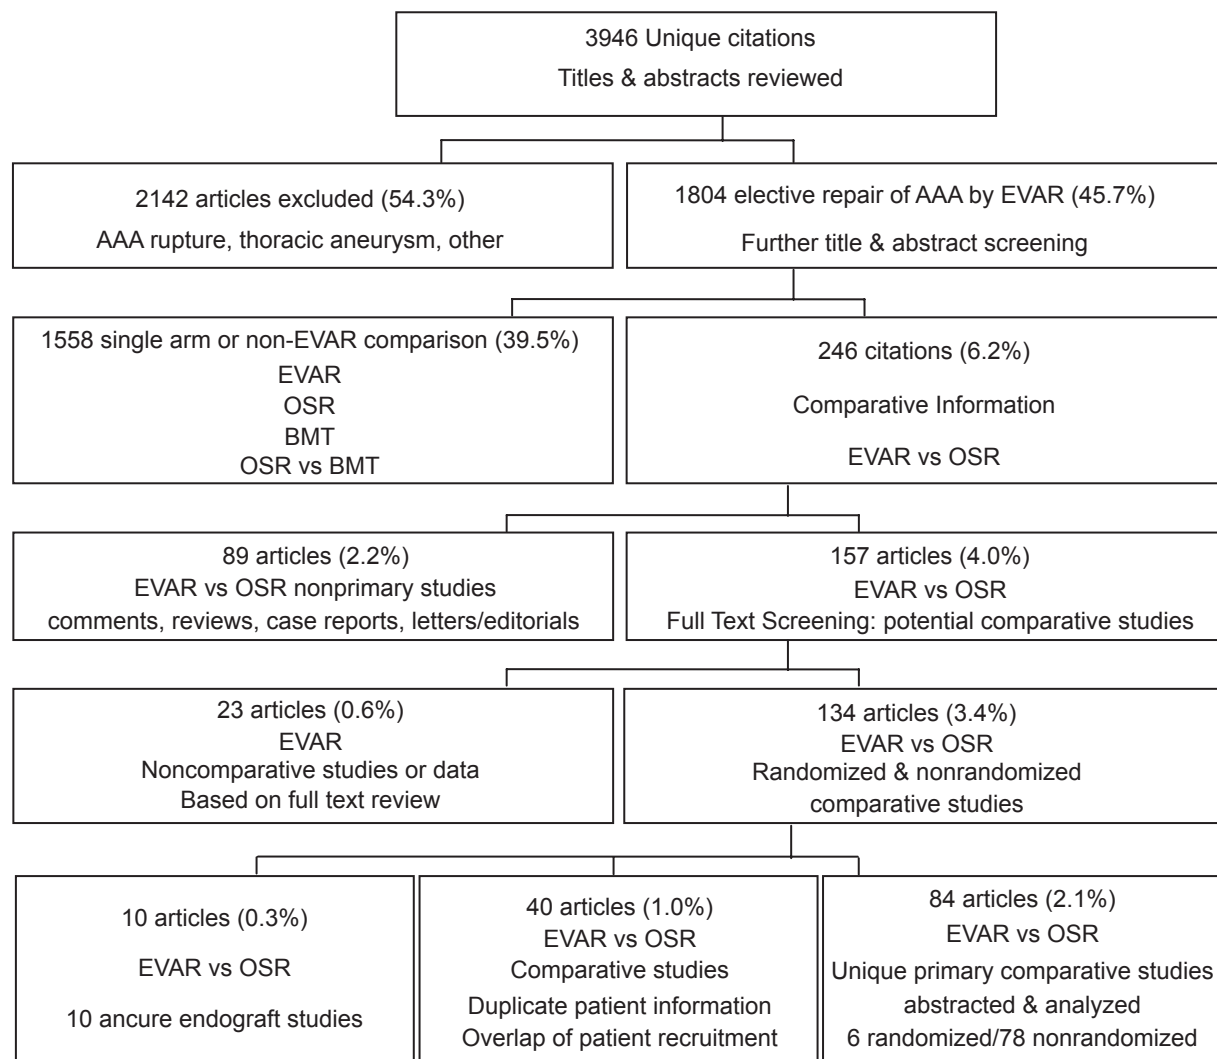 3946 Unique citations
Titles & abstracts reviewed
2142 articles excluded (54.3%)
AAA rupture, thoracic aneurysm, other
1804 elective repair of AAA by EVAR (45.7%)
Further title & abstract screening
1558 single arm or non-EVAR comparison (39.5%)
EVAR
OSR
BMT
OSR vs BMT
246 citations (6.2%)
Comparative Information
EVAR vs OSR
89 articles (2.2%)
EVAR vs OSR nonprimary studies
comments, reviews, case reports, letters/editorials
157 articles (4.0%)
EVAR vs OSR
Full Text Screening: potential comparative studies
23 articles (0.6%)
EVAR
Noncomparative studies or data
Based on full text review
134 articles (3.4%)
EVAR vs OSR
Randomized & nonrandomized
comparative studies
10 articles (0.3%)
EVAR vs OSR
10 ancure endograft studies
40 articles (1.0%)
EVAR vs OSR
Comparative studies
Duplicate patient information
Overlap of patient recruitment
84 articles (2.1%)
EVAR vs OSR
Unique primary comparative studies
abstracted & analyzed
6 randomized/78 nonrandomized